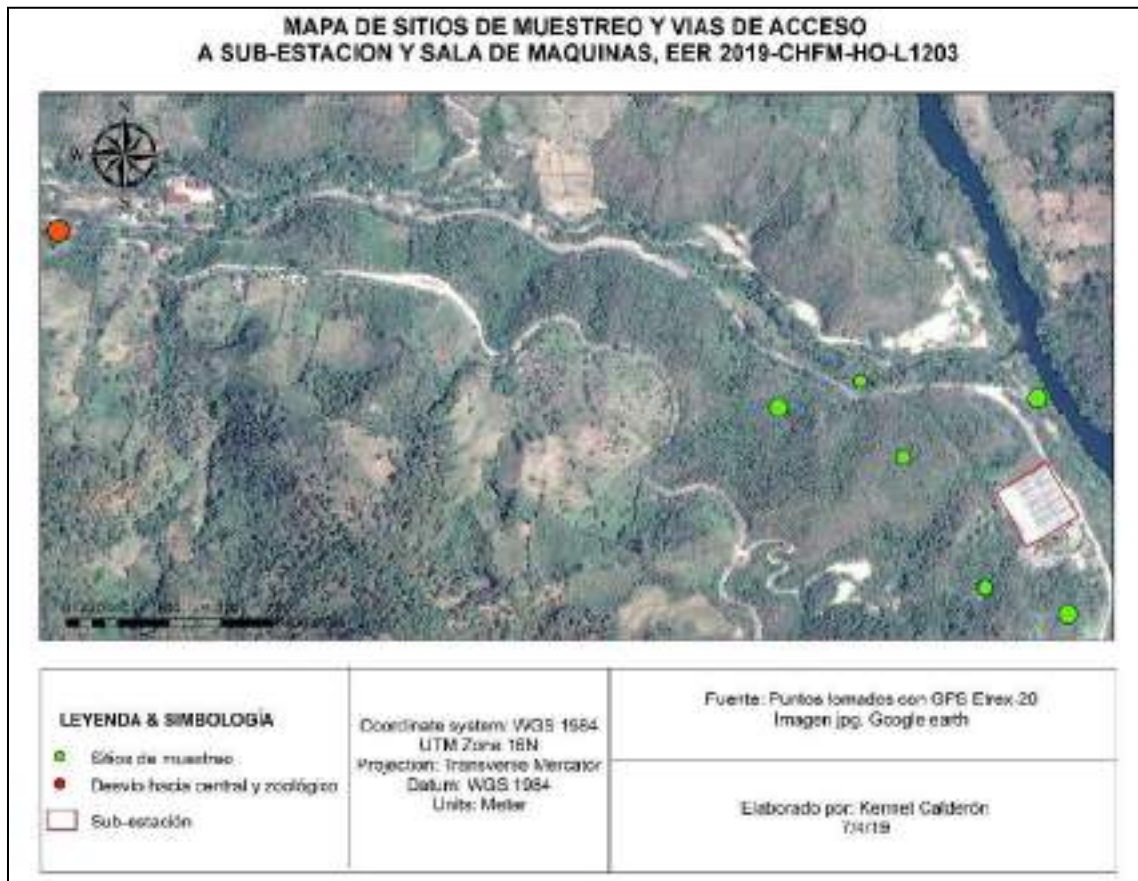 MAPA DE SITIOS DE MUESTREO Y VIAS DE ACCESO
A SUB-ESTACION Y SALA DE MAQUINAS, EER 2019-CHFM-HO-L1203
N
W
S
LEYENDA & SIMBOLOGÍA
Sitios de muestreo
Desvio hacia central y zoológico
Sub-estación
Coordinate system: WGS 1984
UTM Zone 16N
Projection: Transverse Mercator
Datum: WGS 1984
Units: Meter
Fuente: Puntos tomados con GPS Etrex-20
Imagen jpg. Google earth
Elaborado por: Kermet Calderón
7/4/19